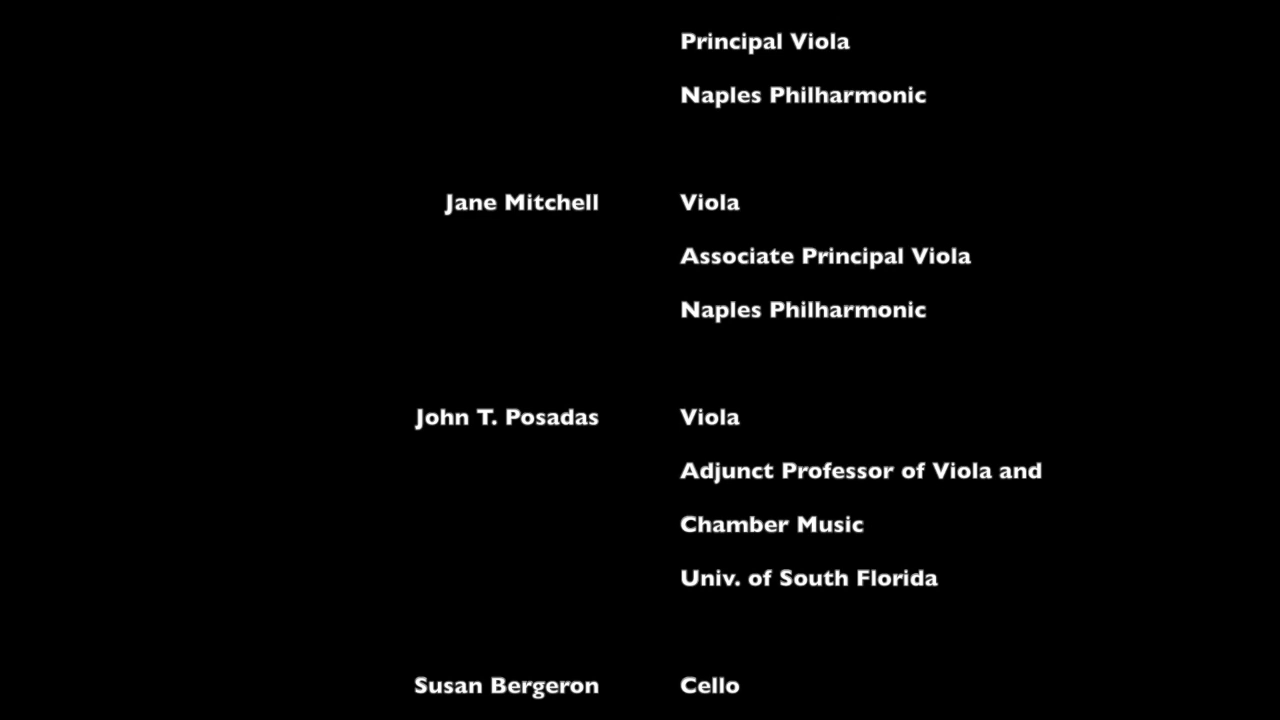 Principal Viola
Naples Philharmonic
Jane Mitchell Viola
Associate Principal Viola
Naples Philharmonic
John T. Posadas Viola
Adjunct Professor of Viola and
Chamber Music
Univ. of South Florida
Susan Bergeron Cello